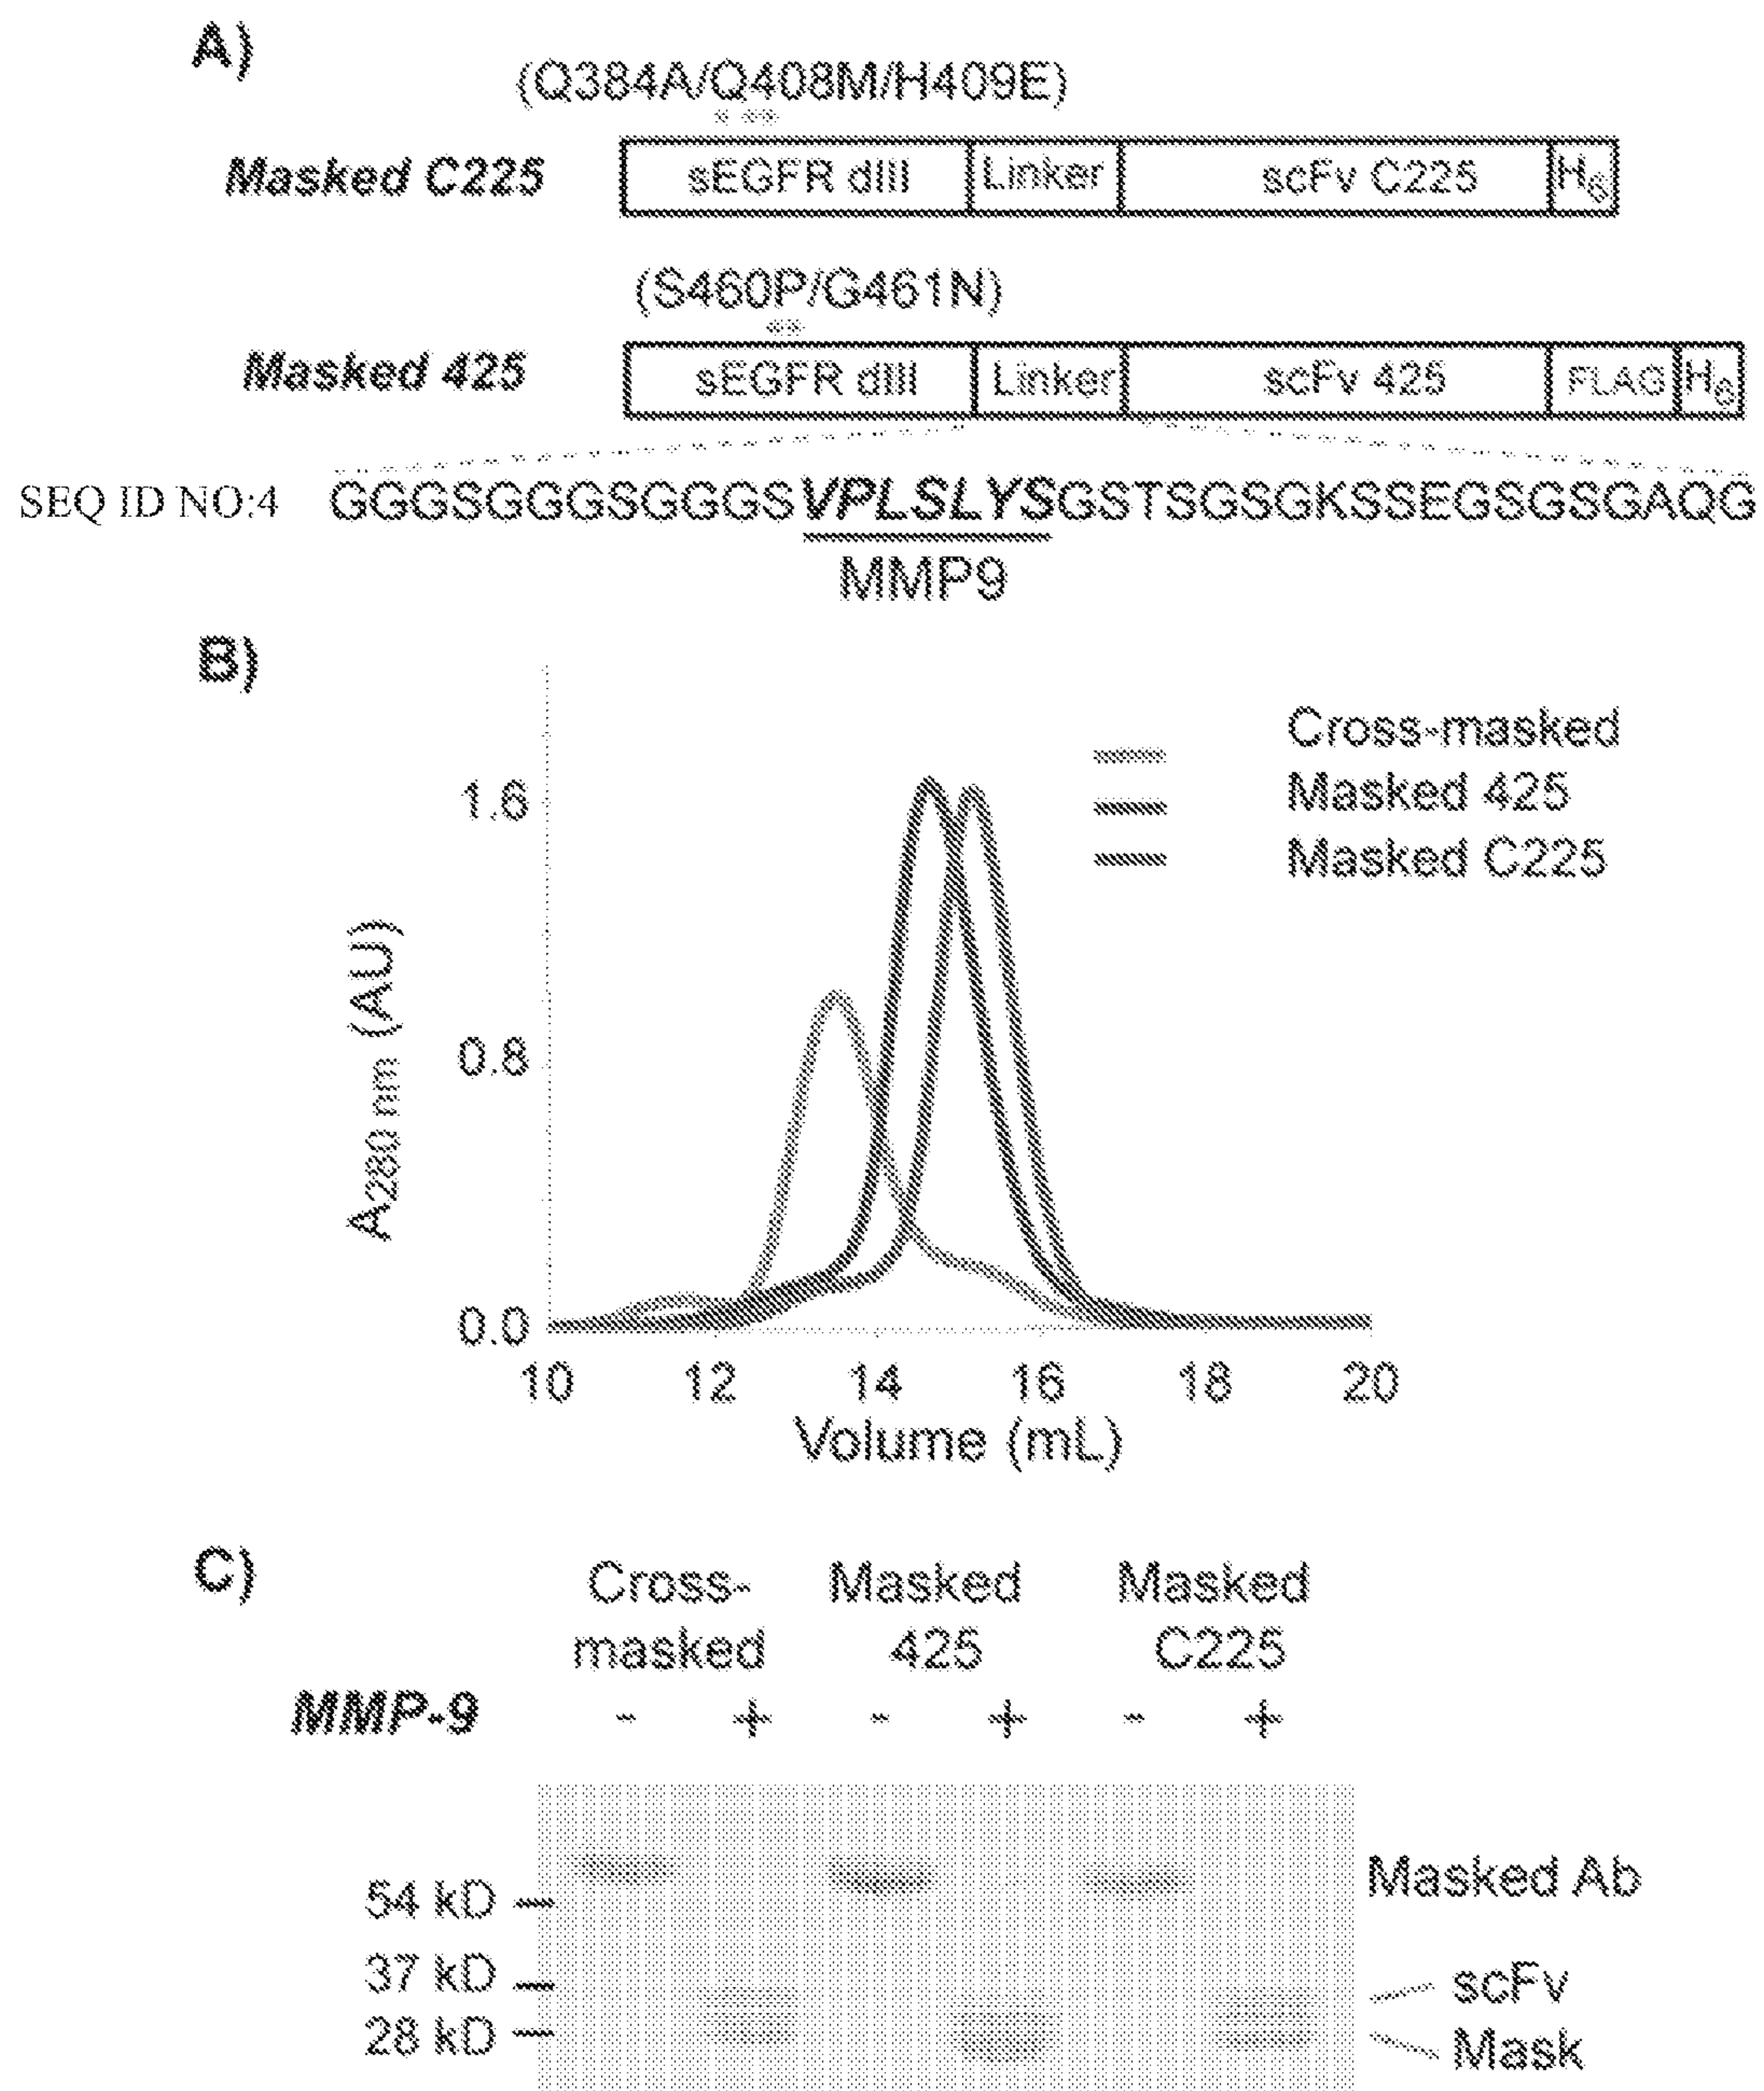 A)
(Q384A/Q408M/H409E)
* **
Masked C225
sEGFR dIII Linker scFv C225 H6
(S460P/G461N)
**
Masked 425
sEGFR dIII Linker scFv 425 FLAG H6
SEQ ID NO:4 GGGSGGGSGGGSVPLSLYSGSTSGSGKSSEGSGSGAQG
MMP9
B)
Cross-masked
Masked 425
Masked C225
1.6
0.8
0.0
A280 nm (AU)
10 12 14 16 18 20
Volume (mL)
C)
Cross- Masked Masked
masked 425 C225
MMP-9 - + - + - +
54 kD
37 kD
28 kD
Masked Ab
scFv
Mask